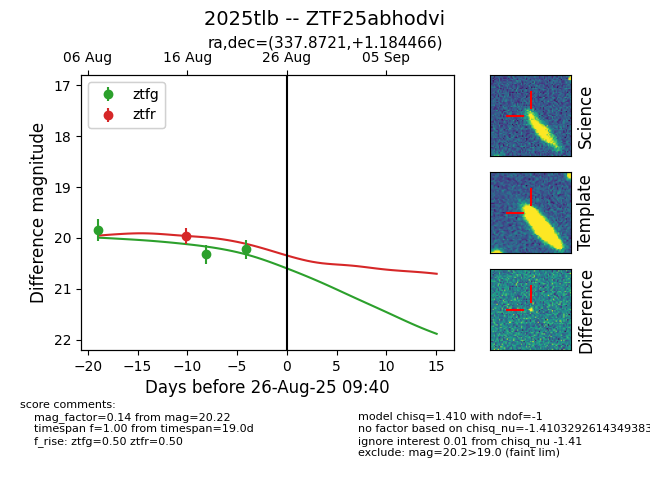 2025tlb -- ZTF25abhodvi
ra,dec=(337.8721,+1.184466)
06 Aug 16 Aug 26 Aug 05 Sep
17
18
19
20
21
22
Difference magnitude
ztfg
ztfr
−20 −15 −10 −5 0 5 10 15
Days before 26-Aug-25 09:40
Science
Template
Difference
score comments:
mag_factor=0.14 from mag=20.22
timespan f=1.00 from timespan=19.0d
f_rise: ztfg=0.50 ztfr=0.50
model chisq=1.410 with ndof=-1
no factor based on chisq_nu=-1.4103292614349383
ignore interest 0.01 from chisq_nu -1.41
exclude: mag=20.2>19.0 (faint lim)